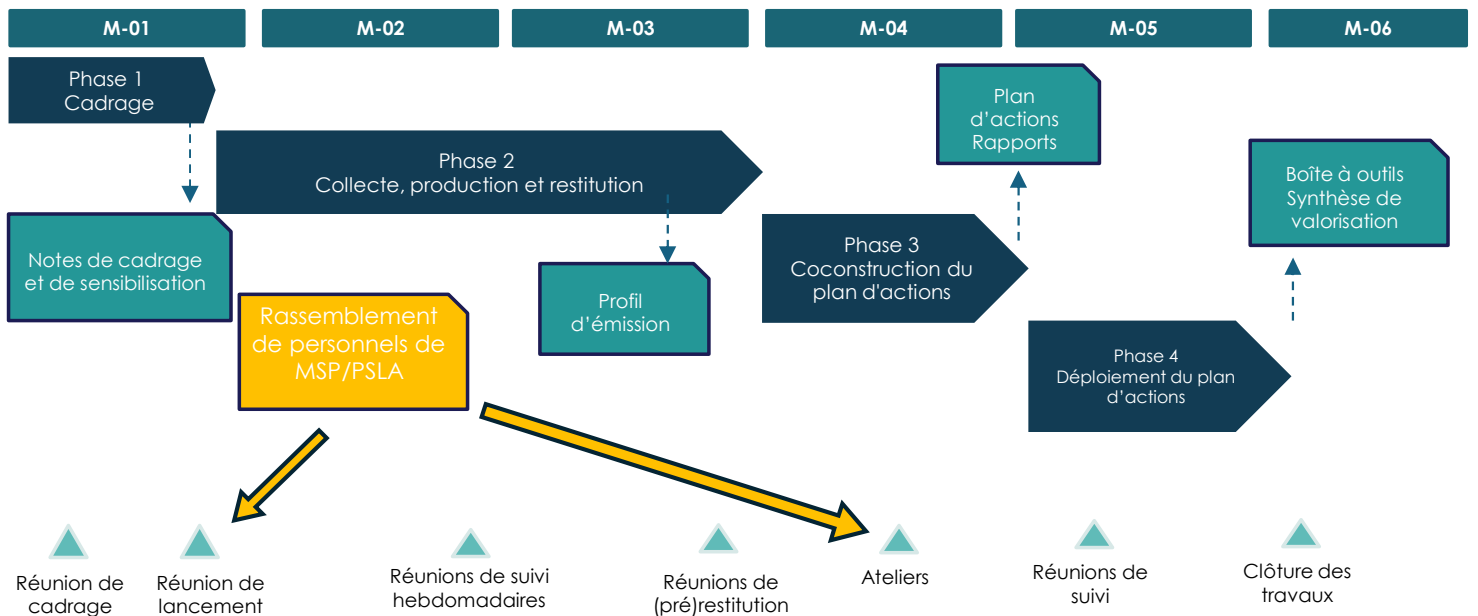 M-01
M-02
M-03
M-04
M-05
M-06
Phase 1
Cadrage
Plan
d’actions
Rapports
Phase 2
Collecte, production et restitution
Boîte à outils
Synthèse de
valorisation
Notes de cadrage
et de sensibilisation
Phase 3
Coconstruction du
plan d'actions
Profil
d’émission
Rassemblement
de personnels de
MSP/PSLA
Phase 4
Déploiement du plan
d’actions
Réunion de
cadrage
Réunion de
lancement
Réunions de suivi
hebdomadaires
Réunions de
(pré)restitution
Ateliers
Réunions de
suivi
Clôture des
travaux